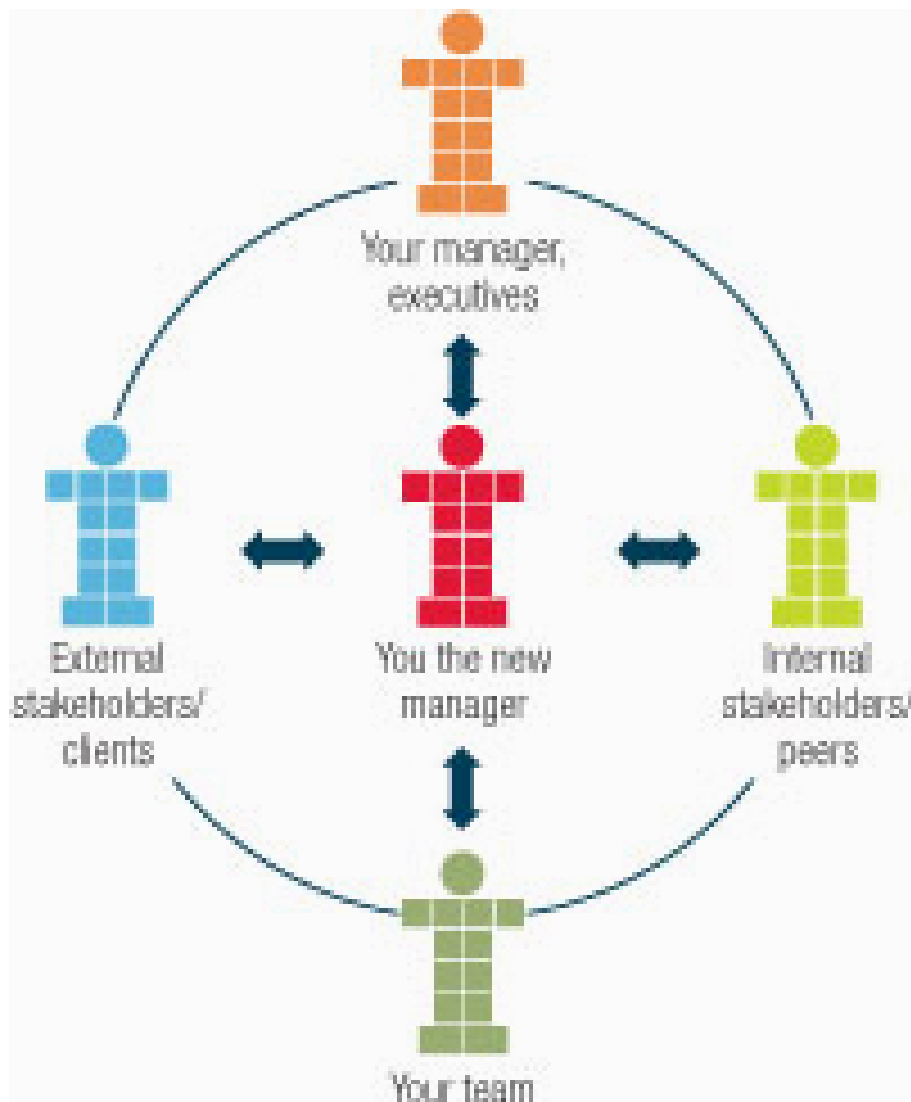 Your manager,
executives
External
stakeholders/
clients
You the new
manager
Internal
stakeholders/
peers
Your team